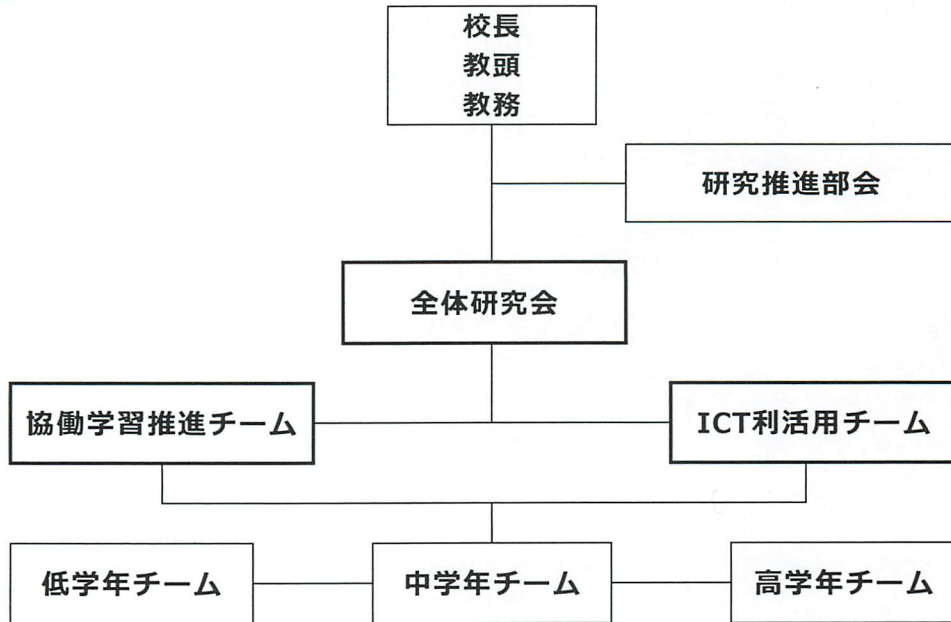 校長
教頭
教務
研究推進部会
全体研究会
協働学習推進チーム
ICT利活用チーム
低学年チーム
中学年チーム
高学年チーム